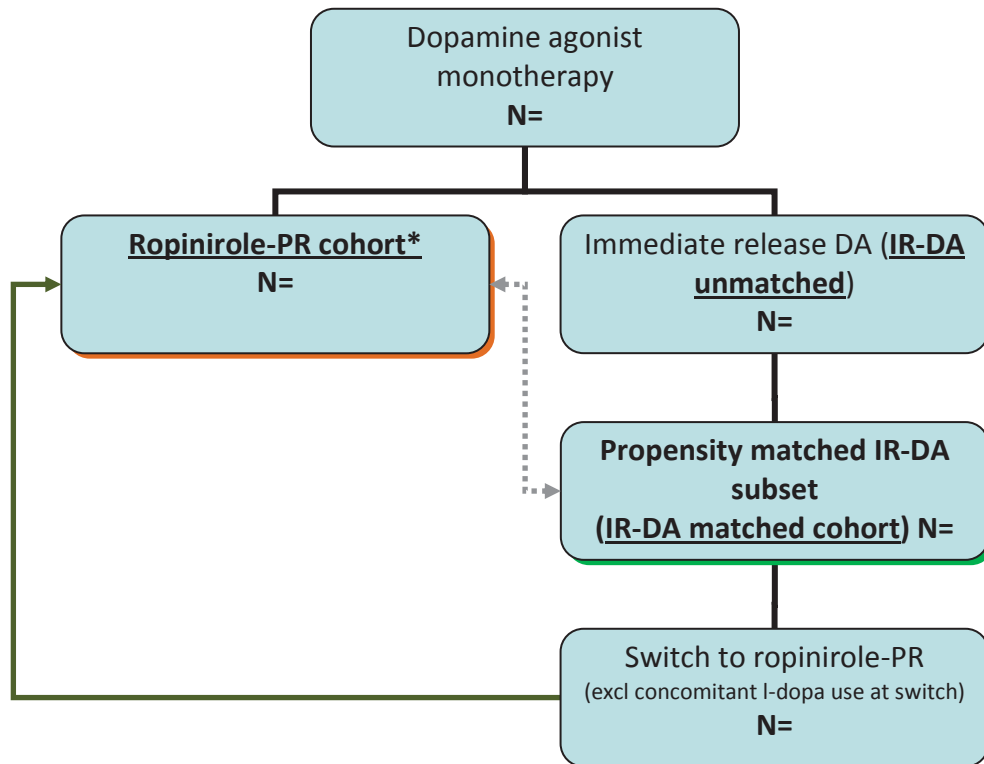 Dopamine agonist
monotherapy
N=
Ropinirole-PR cohort*
N=
Immediate release DA (IR-DA
unmatched)
N=
Propensity matched IR-DA
subset
(IR-DA matched cohort) N=
Switch to ropinirole-PR
(excl concomitant l-dopa use at switch)
N=